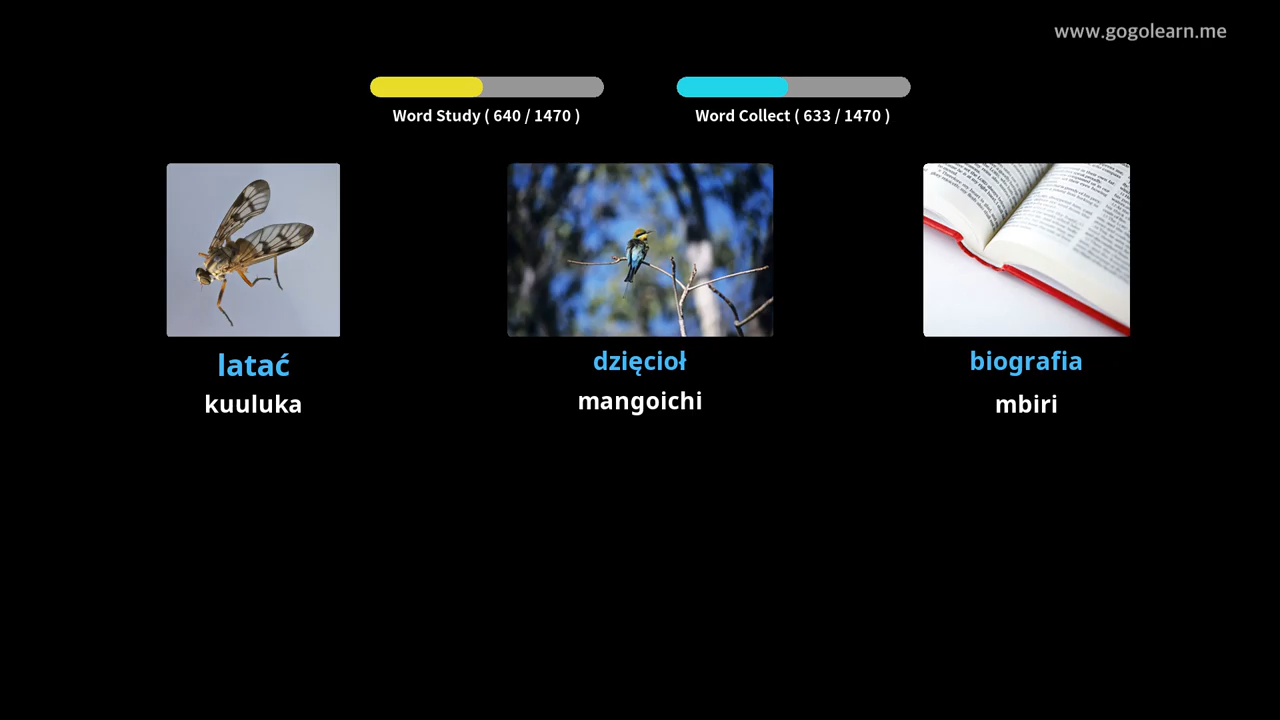 www.gogolearn.me
Word Study ( 640 / 1470 )
Word Collect ( 633 / 1470 )
latać
dzięcioł
biografia
kuuluka
mangoichi
mbiri